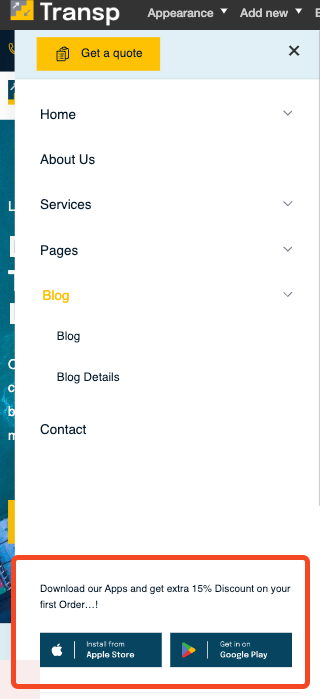 Transp
Appearance Add new
Get a quote
Home
About Us
Services
Pages
Blog
Blog
Blog Details
Contact
Download our Apps and get extra 15% Discount on your
first Order...!
Install from
Apple Store
Get in on
Google Play